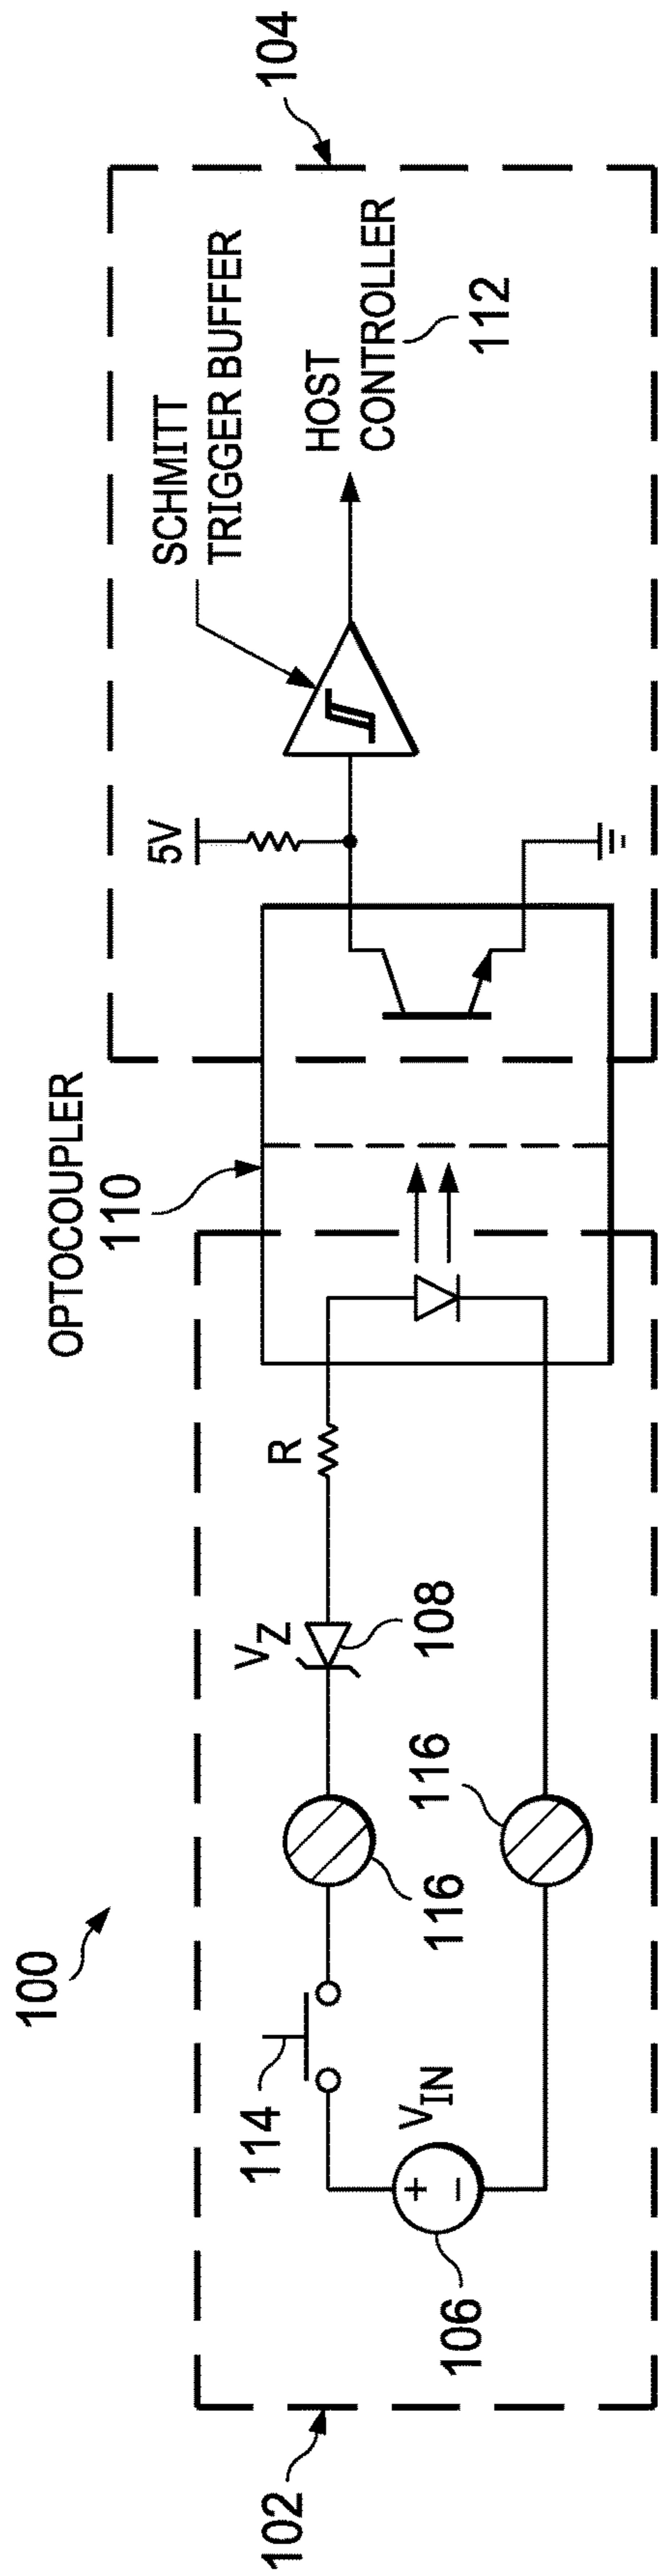 100
OPTOCOUPLER
110
104
SCHMITT
TRIGGER BUFFER
5V
HOST
CONTROLLER
112
114
VZ
R
116
108
VIN
+
−
116
106
102